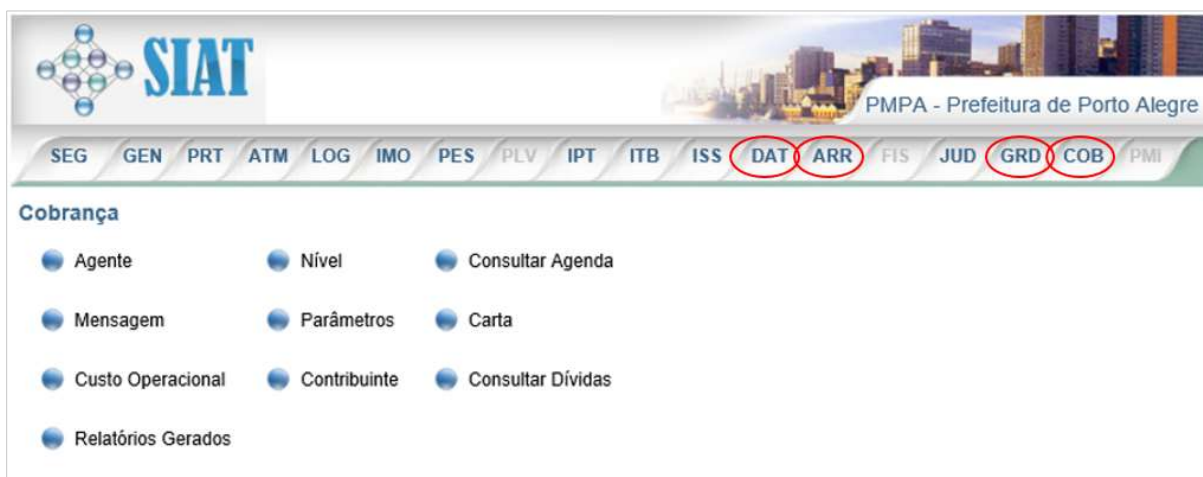 SIAT
PMPA - Prefeitura de Porto Alegre
SEG GEN PRT ATM LOG IMO PES PLV IPT ITB ISS DAT ARR FIS JUD GRD COB PMI
Cobrança
Agente Nível Consultar Agenda
Mensagem Parâmetros Carta
Custo Operacional Contribuinte Consultar Dívidas
Relatórios Gerados